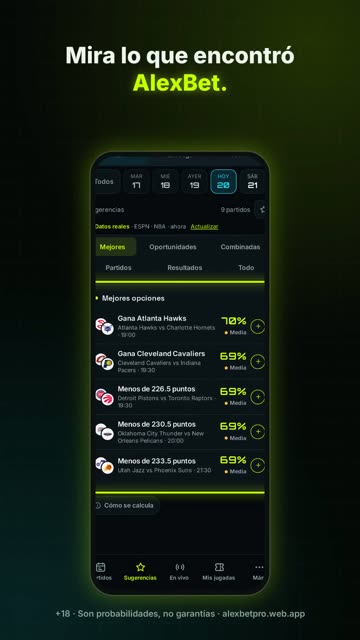 Mira lo que encontró
AlexBet.
Todos
MAR
17
MIE
18
AYER
19
HOY
20
SÁB
21
gerencias
9 partidos
Datos reales · ESPN · NBA · ahora Actualizar
Mejores
Oportunidades
Combinadas
Partidos
Resultados
Todo
Mejores opciones
Gana Atlanta Hawks
Atlanta Hawks vs Charlotte Hornets
· 19:00
70%
Media
+
Gana Cleveland Cavaliers
Cleveland Cavaliers vs Indiana
Pacers · 19:30
69%
Media
+
Menos de 226.5 puntos
Detroit Pistons vs Toronto Raptors ·
19:30
69%
Media
+
Menos de 230.5 puntos
Oklahoma City Thunder vs New
Orleans Pelicans · 20:00
69%
Media
+
Menos de 233.5 puntos
Utah Jazz vs Phoenix Suns · 21:30
69%
Media
+
Cómo se calcula
rtidos
Sugerencias
En vivo
Mis jugadas
Már
+18 · Son probabilidades, no garantías · alexbetpro.web.app